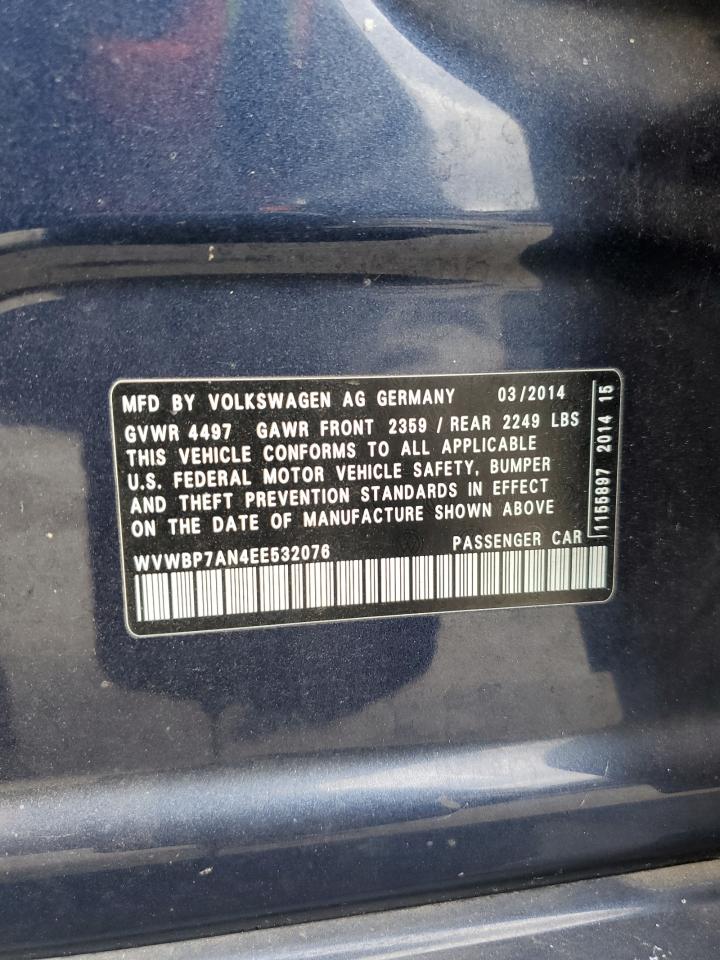 MFD BY VOLKSWAGEN AG GERMANY 03/2014
GVWR 4497 GAWR FRONT 2359 / REAR 2249 LBS
THIS VEHICLE CONFORMS TO ALL APPLICABLE
U.S. FEDERAL MOTOR VEHICLE SAFETY, BUMPER
AND THEFT PREVENTION STANDARDS IN EFFECT
ON THE DATE OF MANUFACTURE SHOWN ABOVE
WVWBP7AN4EE532076 PASSENGER CAR
1155897 2014 15